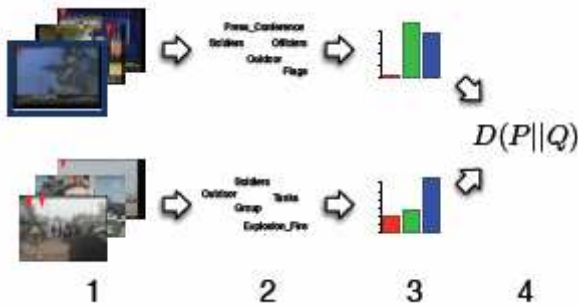 Press_Conference
Soldiers Officers
Outdoor
Flags
D(P||Q)
Soldiers
Outdoor Tanks
Group
Explosion_Fire
1 2 3 4